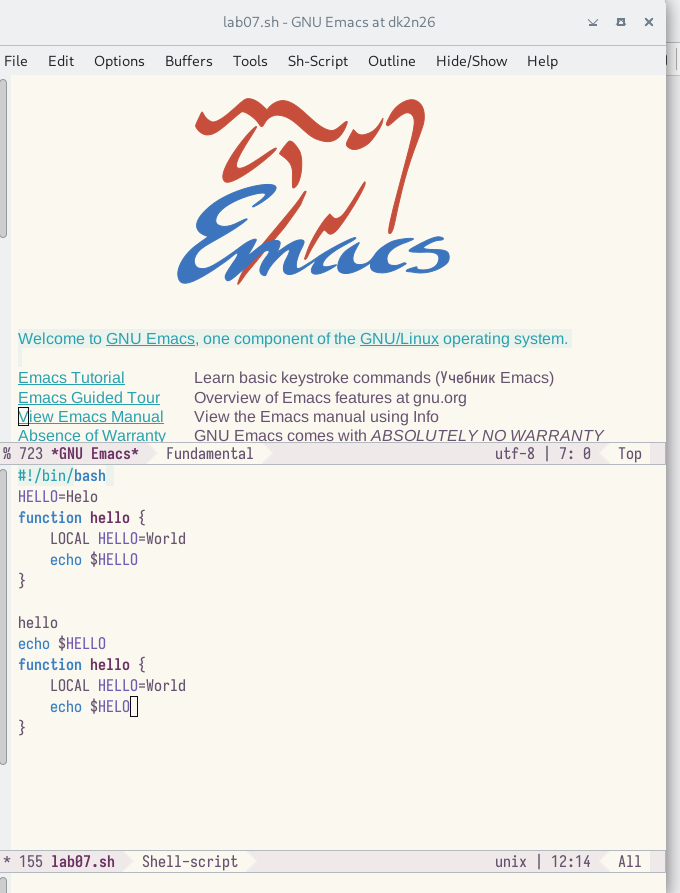 lab07.sh - GNU Emacs at dk2n26
File Edit Options Buffers Tools Sh-Script Outline Hide/Show Help
Emacs
Welcome to GNU Emacs, one component of the GNU/Linux operating system.
Emacs Tutorial Learn basic keystroke commands (Учебник Emacs)
Emacs Guided Tour Overview of Emacs features at gnu.org
View Emacs Manual View the Emacs manual using Info
Absence of Warranty GNU Emacs comes with ABSOLUTELY NO WARRANTY
% 723 *GNU Emacs* Fundamental utf-8 | 7: 0 Top
#!/bin/bash
HELLO=Helo
function hello {
    LOCAL HELLO=World
    echo $HELLO
}
hello
echo $HELLO
function hello {
    LOCAL HELLO=World
    echo $HELO
}
* 155 lab07.sh Shell-script unix | 12:14 All